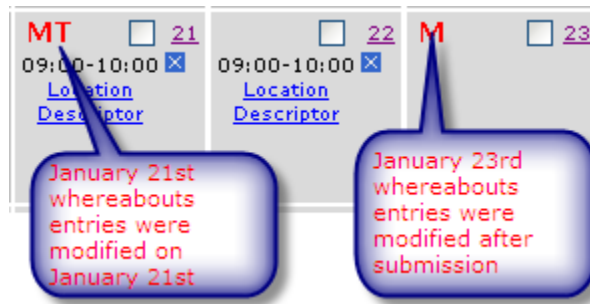 MT 21 22 M 23
09:00-10:00 09:00-10:00
Location Location
Descriptor Descriptor
January 21st
whereabouts
entries were
modified on
January 21st
January 23rd
whereabouts
entries were
modified after
submission